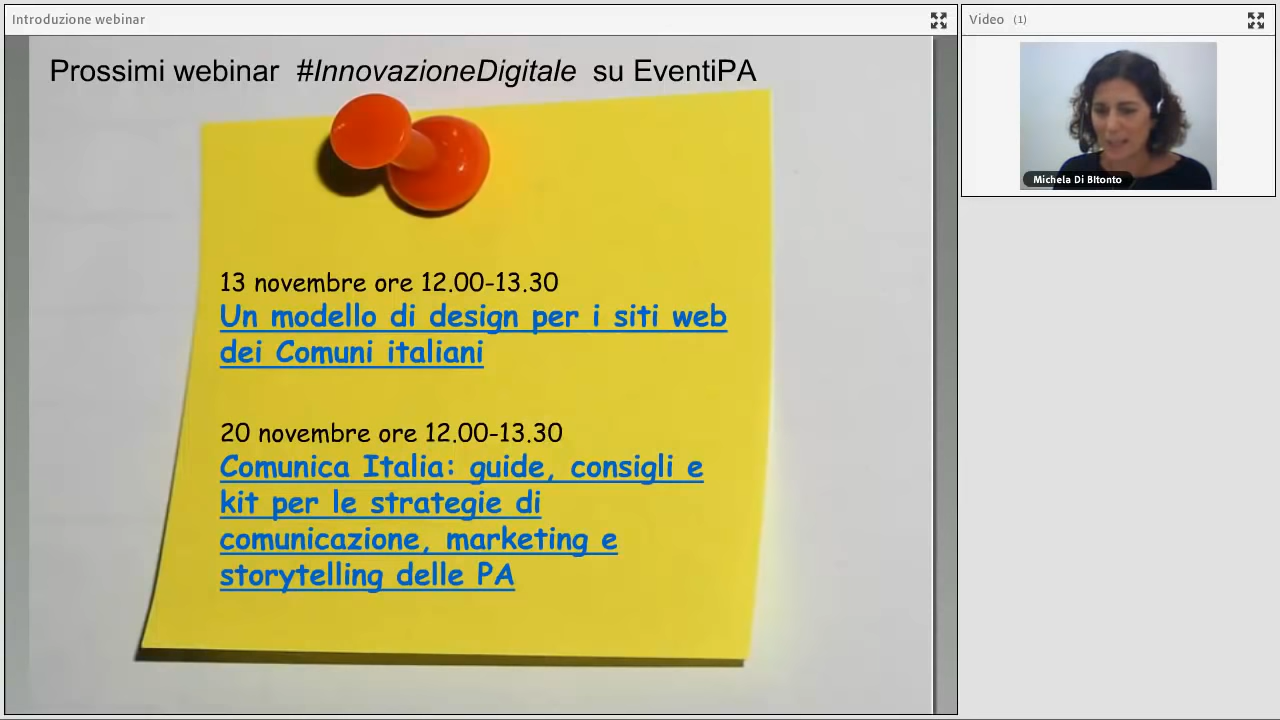 Introduzione webinar
Video (1)
Prossimi webinar #InnovazioneDigitale su EventiPA
Michela Di BItonto
13 novembre ore 12.00-13.30
Un modello di design per i siti web
dei Comuni italiani
20 novembre ore 12.00-13.30
Comunica Italia: guide, consigli e
kit per le strategie di
comunicazione, marketing e
storytelling delle PA